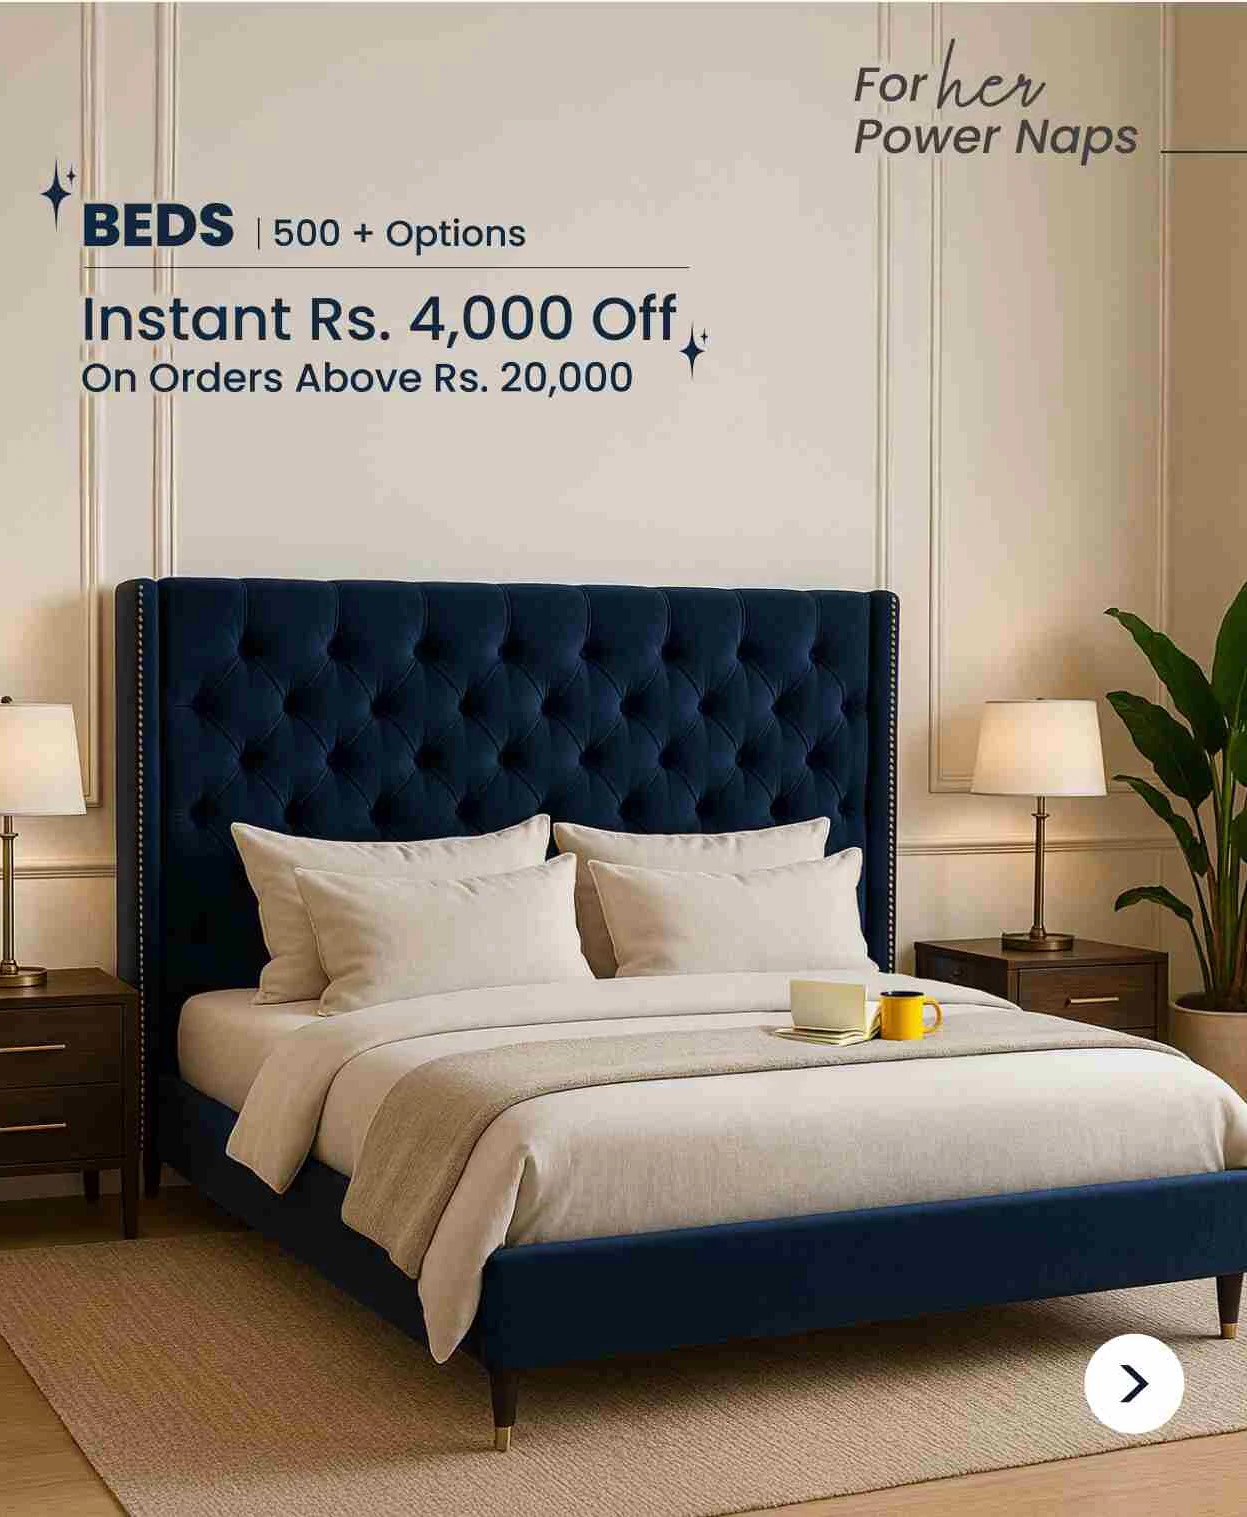 For her
Power Naps
BEDS | 500 + Options
Instant Rs. 4,000 Off
On Orders Above Rs. 20,000